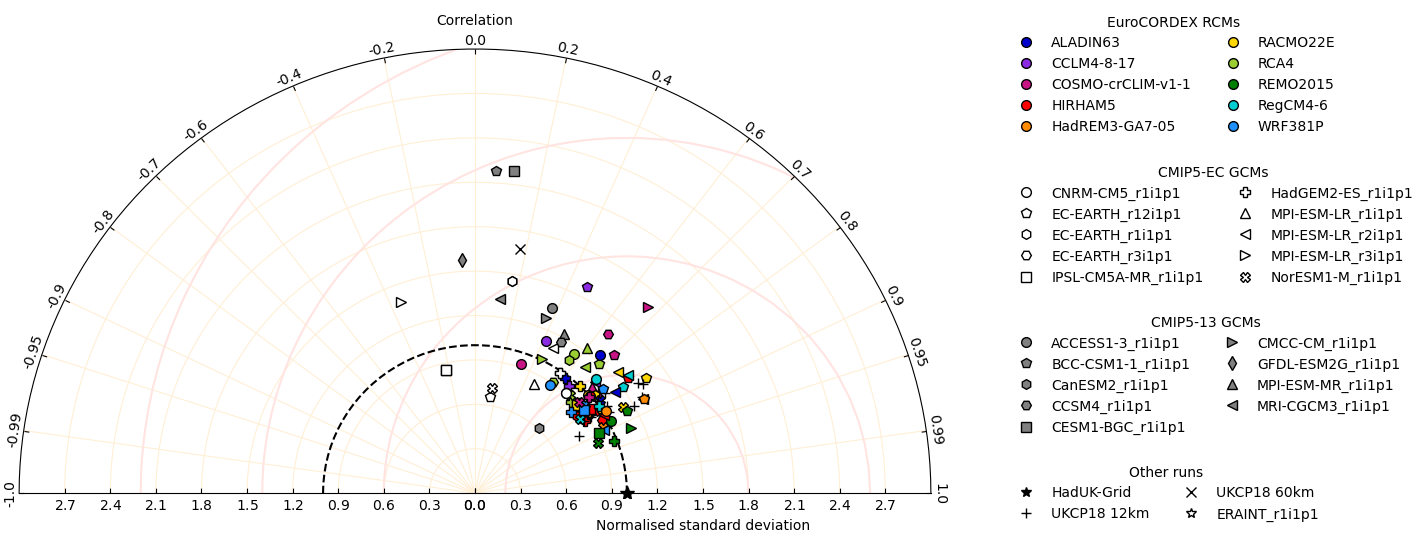 Correlation
0.0
-0.2 0.2
-0.4 0.4
-0.6 0.6
-0.7 0.7
-0.8 0.8
-0.9 0.9
-0.95 0.95
-0.99 0.99
-1.0 1.0
2.7 2.4 2.1 1.8 1.5 1.2 0.9 0.6 0.3 0.0 0.0 0.3 0.6 0.9 1.2 1.5 1.8 2.1 2.4 2.7
Normalised standard deviation
EuroCORDEX RCMs
ALADIN63 RACMO22E
CCLM4-8-17 RCA4
COSMO-crCLIM-v1-1 REMO2015
HIRHAM5 RegCM4-6
HadREM3-GA7-05 WRF381P
CMIP5-EC GCMs
CNRM-CM5_r1i1p1 HadGEM2-ES_r1i1p1
EC-EARTH_r12i1p1 MPI-ESM-LR_r1i1p1
EC-EARTH_r1i1p1 MPI-ESM-LR_r2i1p1
EC-EARTH_r3i1p1 MPI-ESM-LR_r3i1p1
IPSL-CM5A-MR_r1i1p1 NorESM1-M_r1i1p1
CMIP5-13 GCMs
ACCESS1-3_r1i1p1 CMCC-CM_r1i1p1
BCC-CSM1-1_r1i1p1 GFDL-ESM2G_r1i1p1
CanESM2_r1i1p1 MPI-ESM-MR_r1i1p1
CCSM4_r1i1p1 MRI-CGCM3_r1i1p1
CESM1-BGC_r1i1p1
Other runs
HadUK-Grid UKCP18 60km
UKCP18 12km ERAINT_r1i1p1